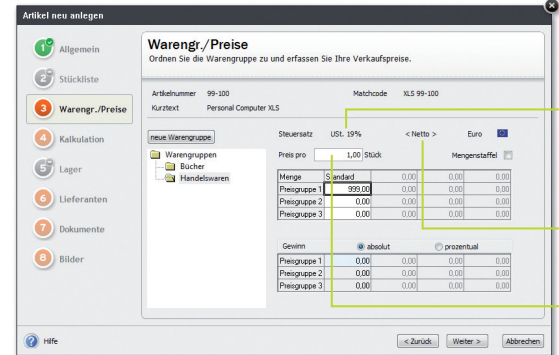 Artikel neu anlegen
1 Allgemein
2 Stückliste
3 Warengr./Preise
4 Kalkulation
5 Lager
6 Lieferanten
7 Dokumente
8 Bilder
Warengr./Preise
Ordnen Sie die Warengruppe zu und erfassen Sie Ihre Verkaufspreise.
Artikelnummer 99-100 Matchcode XLS 99-100
Kurztext Personal Computer XLS
neue Warengruppe
Warengruppen
Bücher
Handelswaren
Steuersatz USt. 19% < Netto > Euro
Preis pro 1,00 Stück Mengenstaffel
Menge Standard 0,00 0,00 0,00
Preisgruppe 1 999,00 0,00 0,00 0,00
Preisgruppe 2 0,00 0,00 0,00 0,00
Preisgruppe 3 0,00 0,00 0,00 0,00
Gewinn absolut prozentual
Preisgruppe 1 0,00 0,00 0,00 0,00
Preisgruppe 2 0,00 0,00 0,00 0,00
Preisgruppe 3 0,00 0,00 0,00 0,00
? Hilfe < Zurück Weiter > Abbrechen